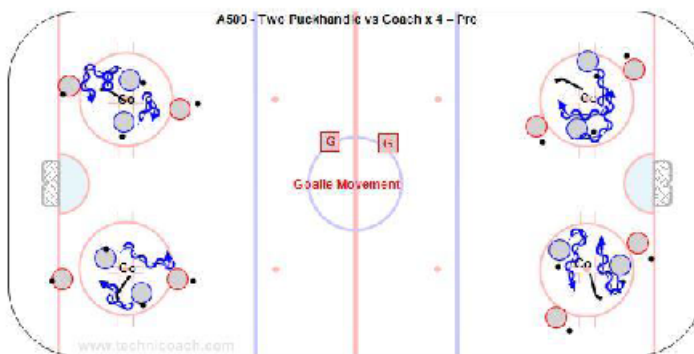 A500 - Two Puckhandle vs Coach x 4 – Pro
Co
Co
G G
Goalie Movement
Co
Co
www.technicoach.com